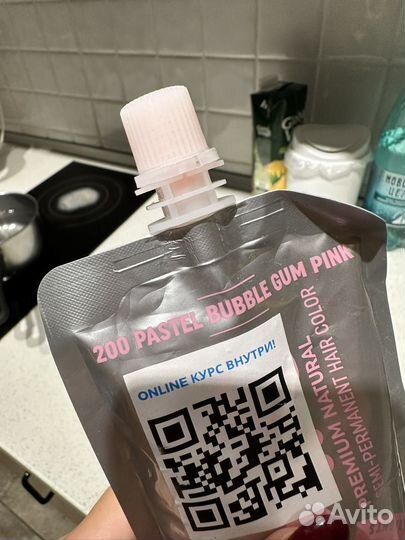 200 PASTEL BUBBLE GUM PINK
ONLINE КУРС ВНУТРИ!
PREMIUM NATURAL
SEMI-PERMANENT HAIR COLOR
Avito